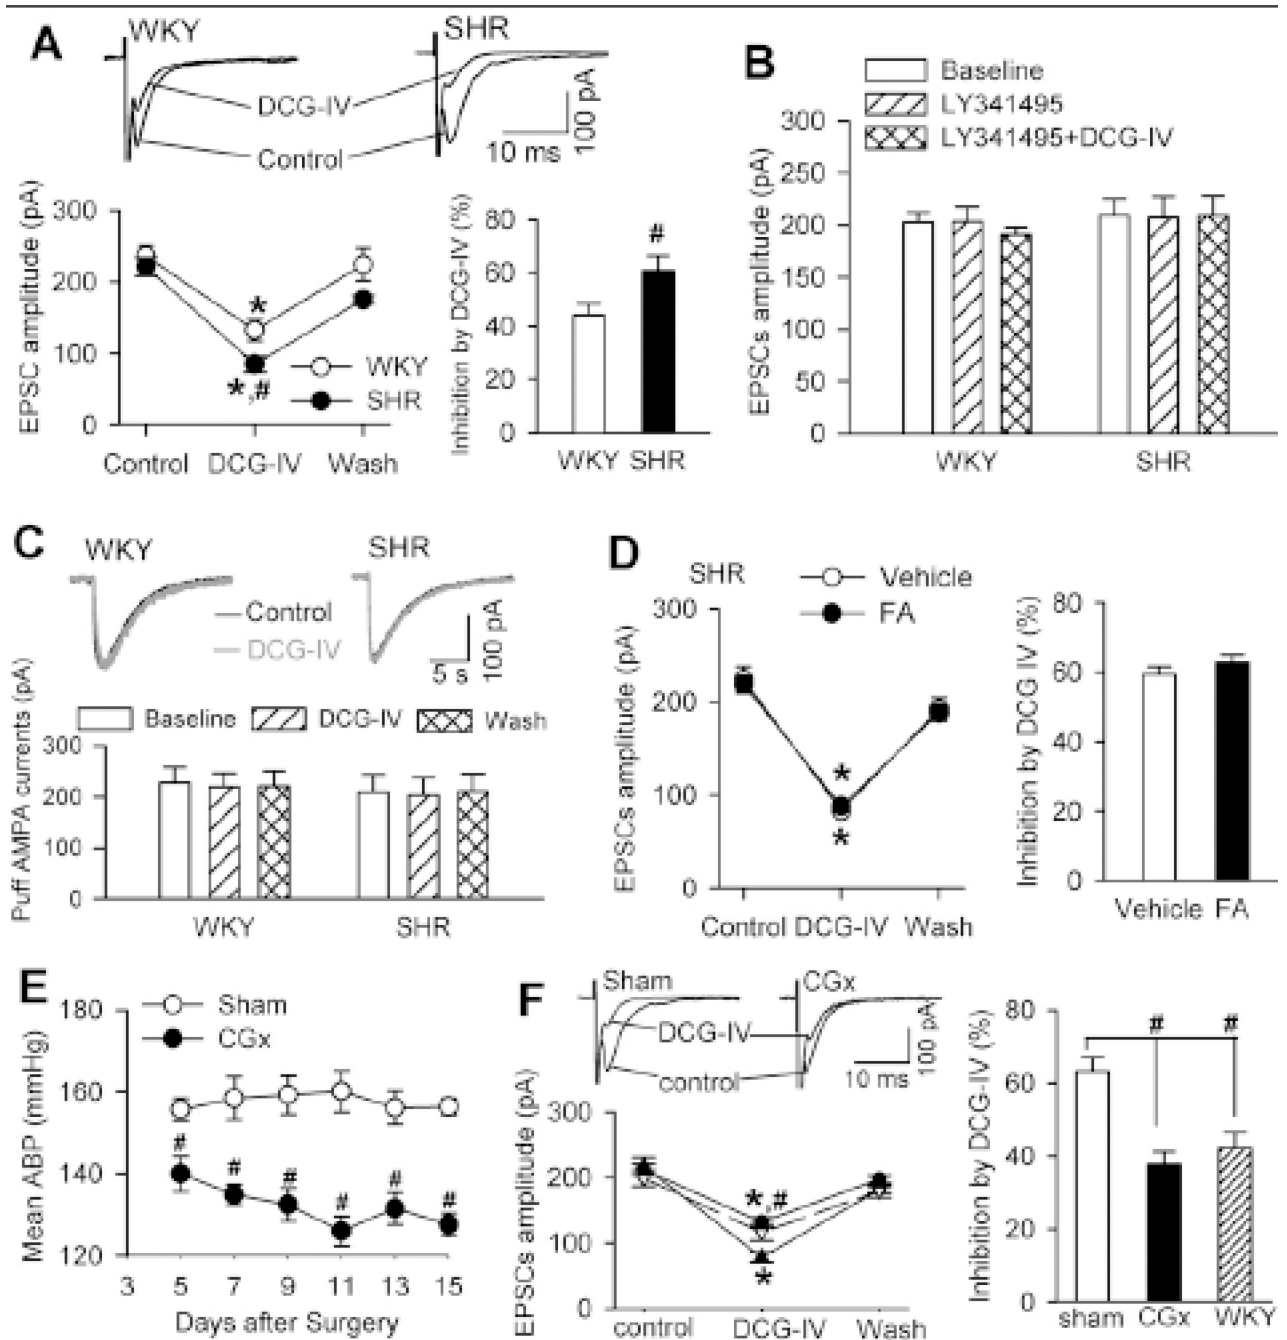 A
WKY
SHR
DCG-IV
Control
10 ms
100 pA
EPSC amplitude (pA)
300
200
100
0
*
*,#
WKY
SHR
Control DCG-IV Wash
Inhibition by DCG-IV (%)
80
60
40
20
0
#
WKY SHR
B
Baseline
LY341495
LY341495+DCG-IV
EPSCs amplitude (pA)
300
250
200
150
100
50
0
WKY SHR
C
WKY
SHR
Control
DCG-IV
5 s
100 pA
Baseline DCG-IV Wash
Puff AMPA currents (pA)
300
200
100
0
WKY SHR
D
SHR
Vehicle
FA
EPSCs amplitude (pA)
300
200
100
0
*
*
Control DCG-IV Wash
Inhibition by DCG IV (%)
80
60
40
20
0
Vehicle FA
E
Sham
CGx
Mean ABP (mmHg)
180
160
140
120
# # # # # #
3 5 7 9 11 13 15
Days after Surgery
F
Sham
CGx
DCG-IV
control
10 ms
100 pA
EPSCs amplitude (pA)
300
200
100
0
*,#
*
control DCG-IV Wash
Inhibition by DCG-IV (%)
80
60
40
20
0
# #
sham CGx WKY